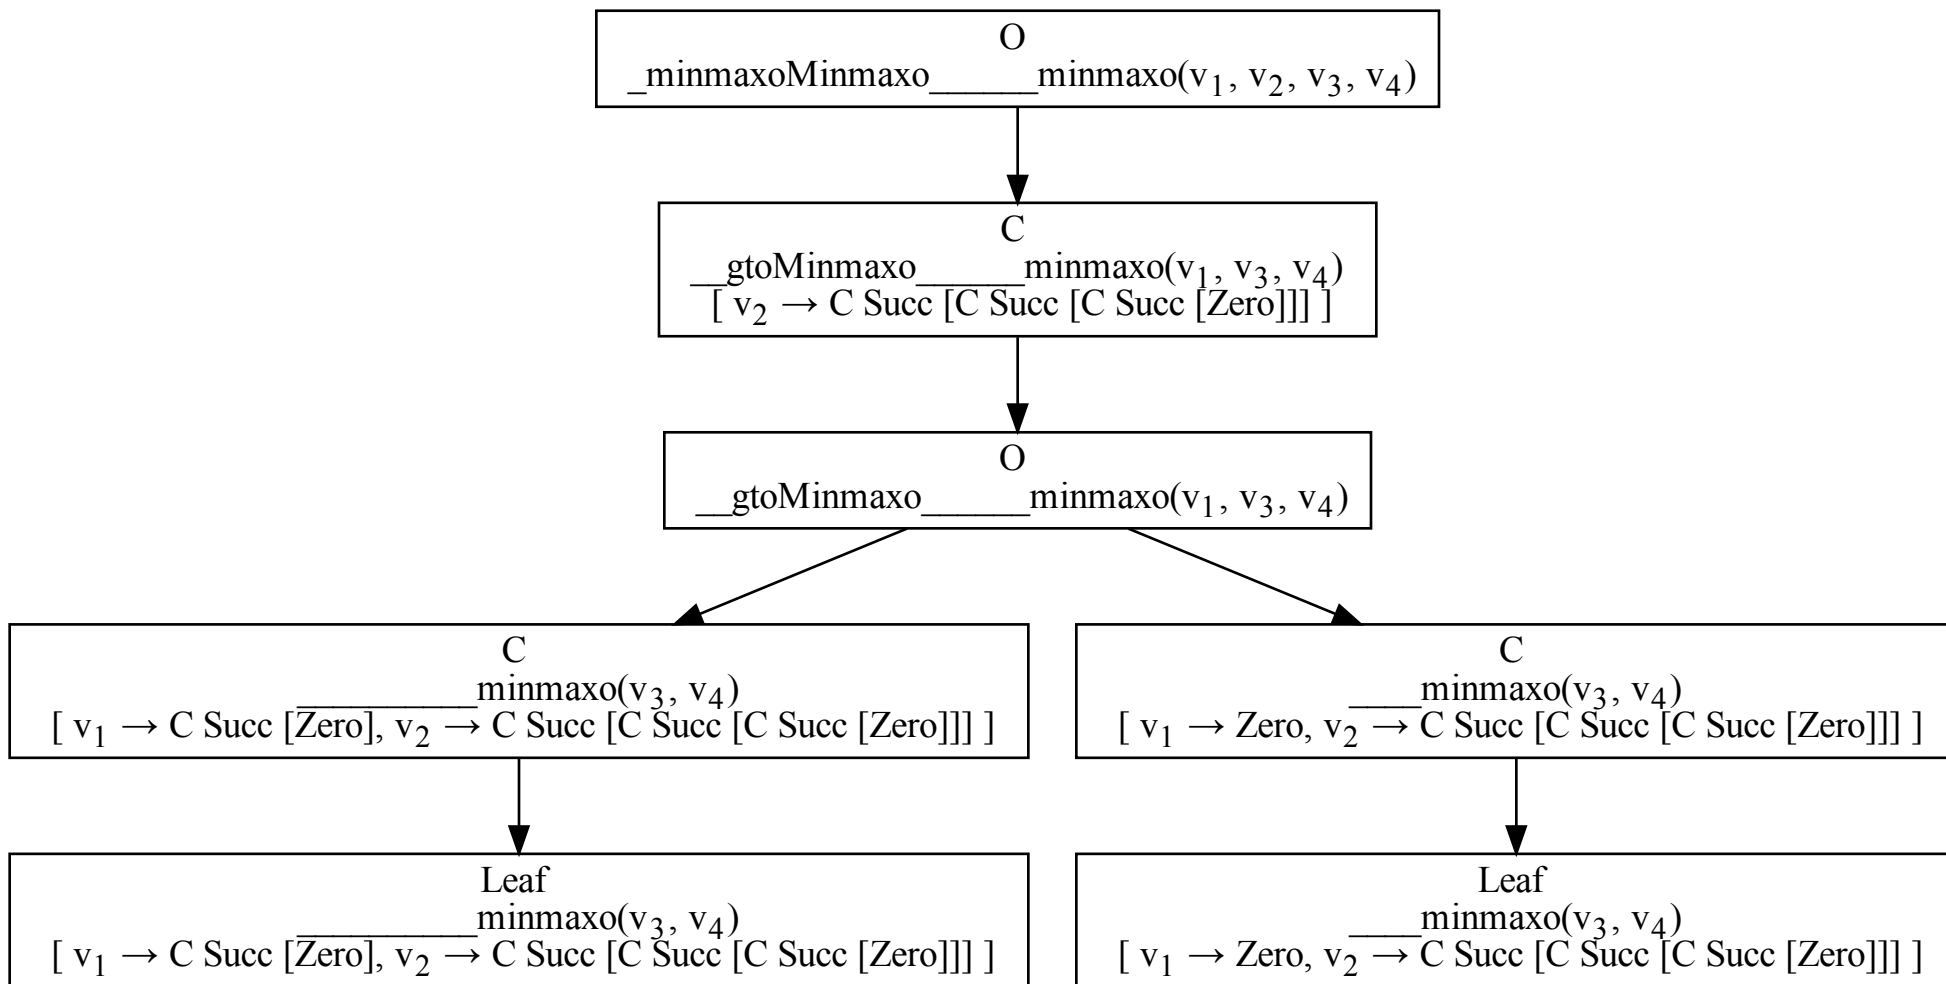 O
_minmaxoMinmaxo______minmaxo(v1, v2, v3, v4)
C
__gtoMinmaxo______minmaxo(v1, v3, v4)
[ v2 → C Succ [C Succ [C Succ [Zero]]] ]
O
__gtoMinmaxo______minmaxo(v1, v3, v4)
C
__________minmaxo(v3, v4)
[ v1 → C Succ [Zero], v2 → C Succ [C Succ [C Succ [Zero]]] ]
C
____minmaxo(v3, v4)
[ v1 → Zero, v2 → C Succ [C Succ [C Succ [Zero]]] ]
Leaf
__________minmaxo(v3, v4)
[ v1 → C Succ [Zero], v2 → C Succ [C Succ [C Succ [Zero]]] ]
Leaf
____minmaxo(v3, v4)
[ v1 → Zero, v2 → C Succ [C Succ [C Succ [Zero]]] ]